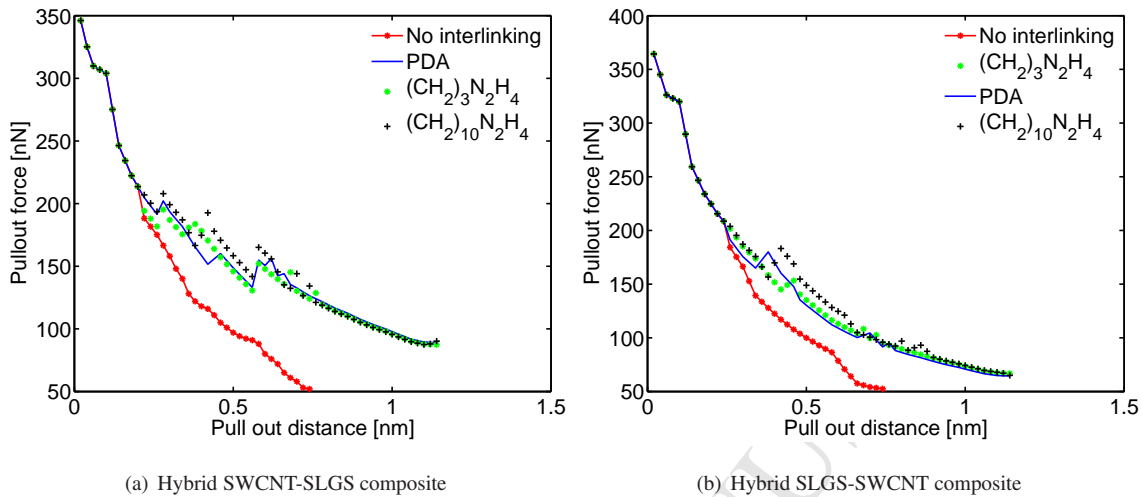 350
300
250
200
150
100
50
Pullout force [nN]
0
0.5
1
1.5
Pull out distance [nm]
No interlinking
PDA
(CH2)3N2H4
(CH2)10N2H4
(a) Hybrid SWCNT-SLGS composite
400
350
300
250
200
150
100
50
Pullout force [nN]
0
0.5
1
1.5
Pull out distance [nm]
No interlinking
(CH2)3N2H4
PDA
(CH2)10N2H4
(b) Hybrid SLGS-SWCNT composite